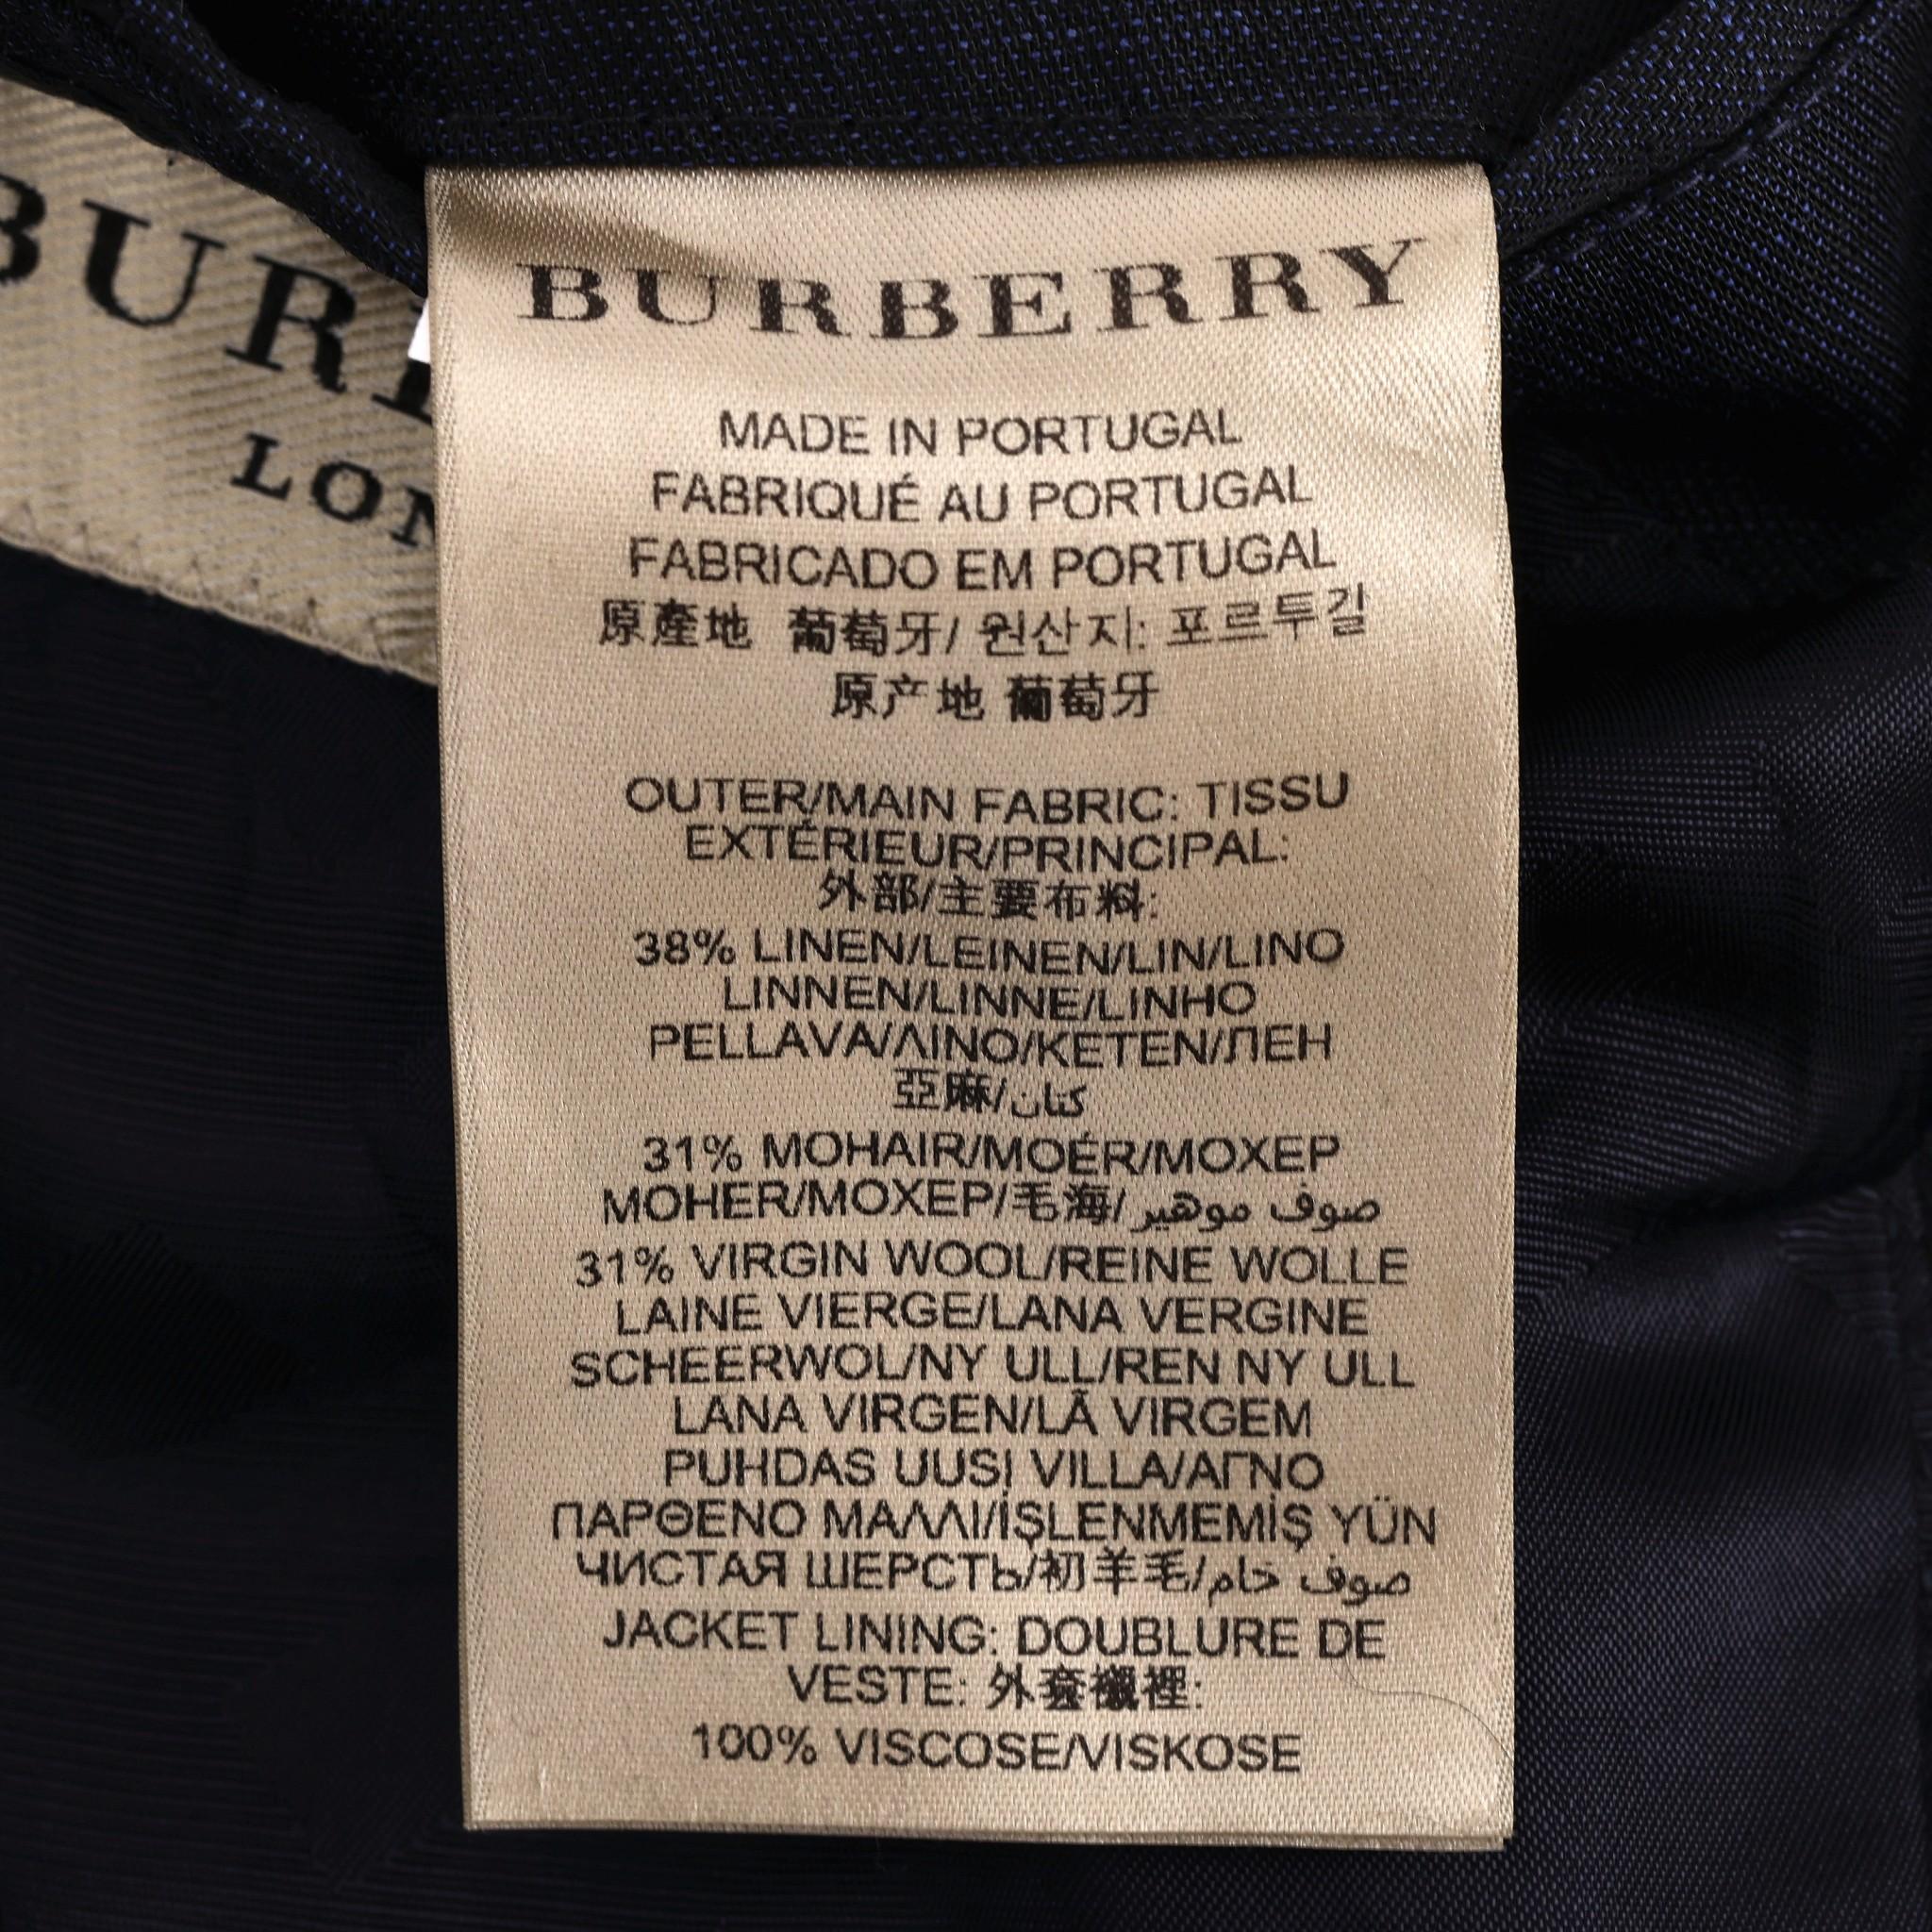 BUR
LON
BURBERRY
MADE IN PORTUGAL
FABRIQUÉ AU PORTUGAL
FABRICADO EM PORTUGAL
原產地 葡萄牙/ 원산지: 포르투길
原产地 葡萄牙
OUTER/MAIN FABRIC: TISSU
EXTÉRIEUR/PRINCIPAL:
外部/主要布料:
38% LINEN/LEINEN/LIN/LINO
LINNEN/LINNE/LINHO
PELLAVA/ΛΙΝΟ/KETEN/ЛЕН
亞麻/كتان
31% MOHAIR/MOÉR/МОХЕР
MOHER/ΜΟΧΕΡ/毛海/صوف موهير
31% VIRGIN WOOL/REINE WOLLE
LAINE VIERGE/LANA VERGINE
SCHEERWOL/NY ULL/REN NY ULL
LANA VIRGEN/LÃ VIRGEM
PUHDAS UUSI VILLA/ΑΓΝΟ
ΠΑΡΘΕΝΟ ΜΑΛΛΙ/İŞLENMEMİŞ YÜN
ЧИСТАЯ ШЕРСТЬ/初羊毛/صوف خام
JACKET LINING: DOUBLURE DE
VESTE: 外套襯裡:
100% VISCOSE/VISKOSE